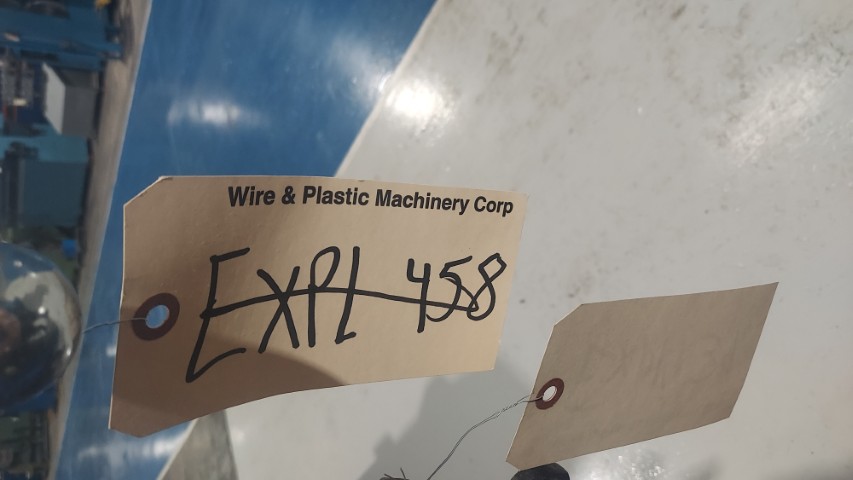 Wire & Plastic Machinery Corp
EXPL 458